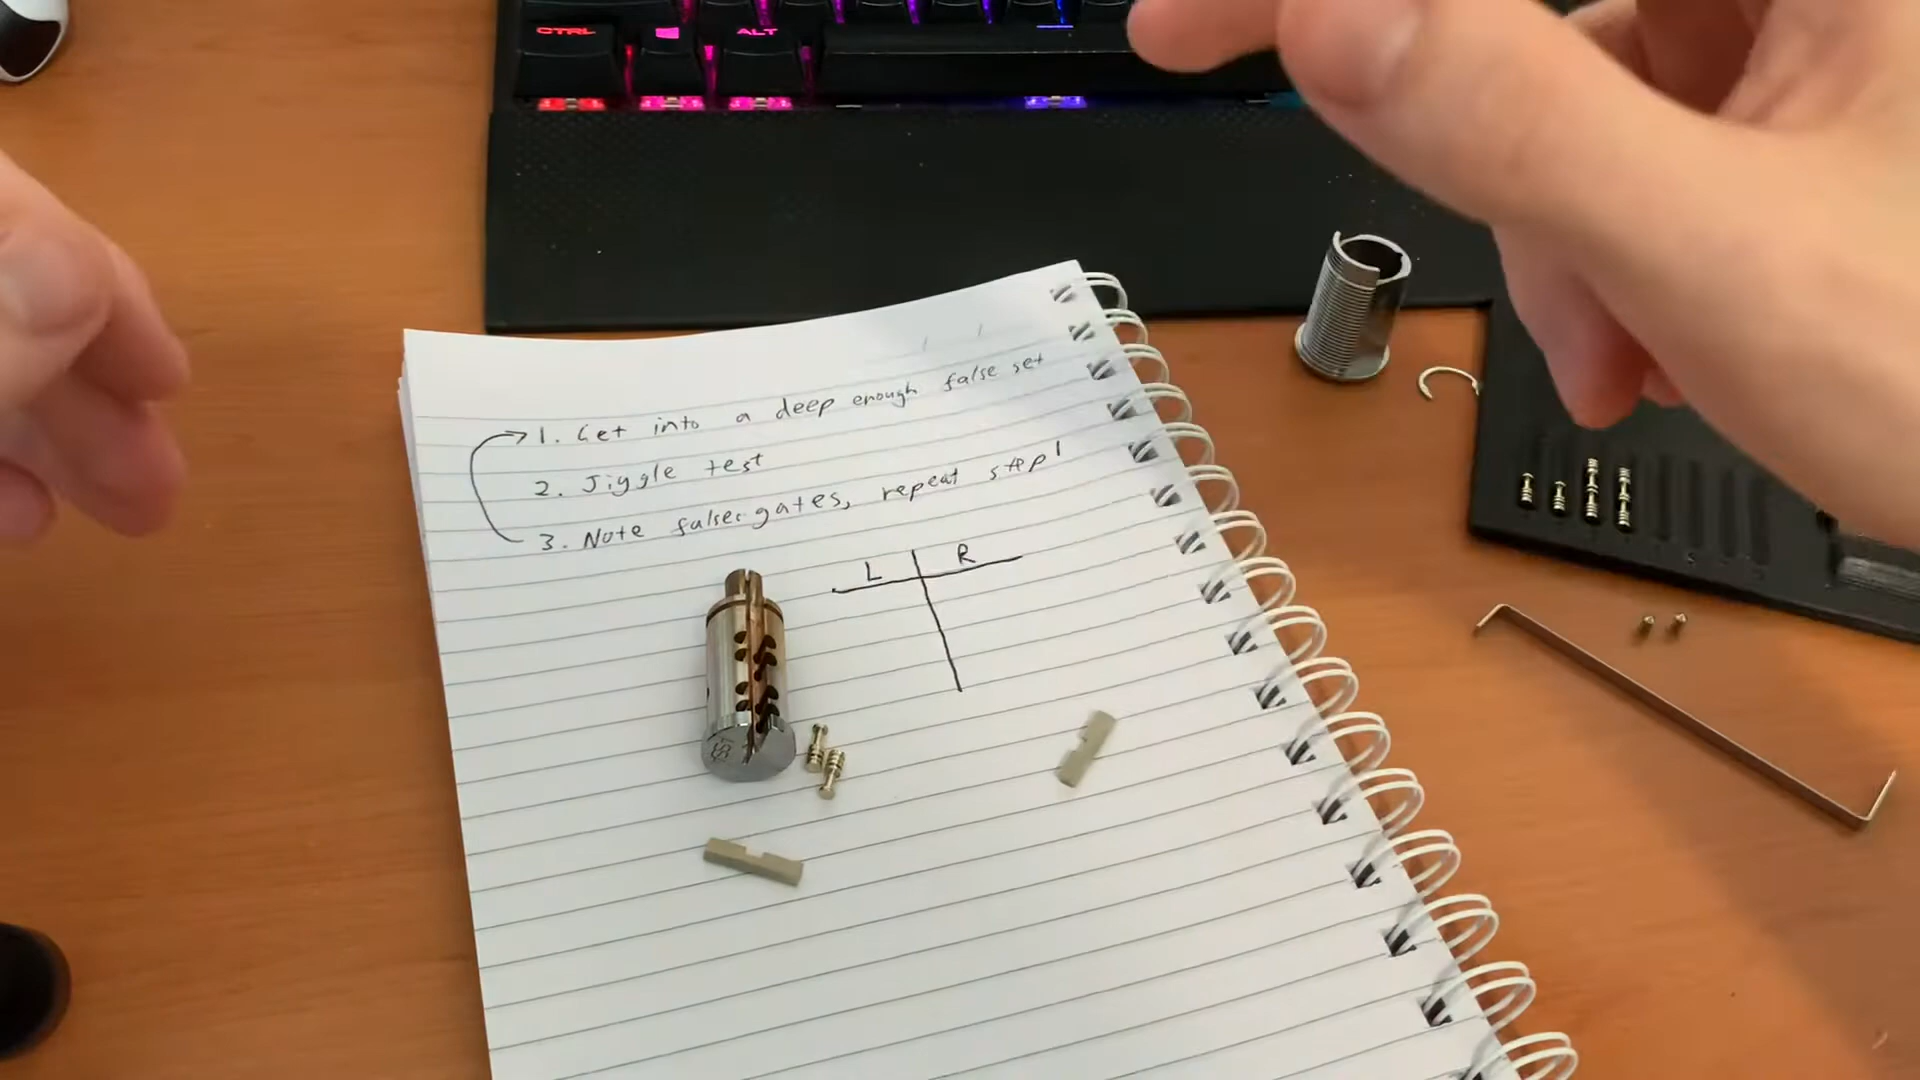 CTRL ALT
1. Get into a deep enough false set
2. Jiggle test
3. Note false gates, repeat step 1
L R